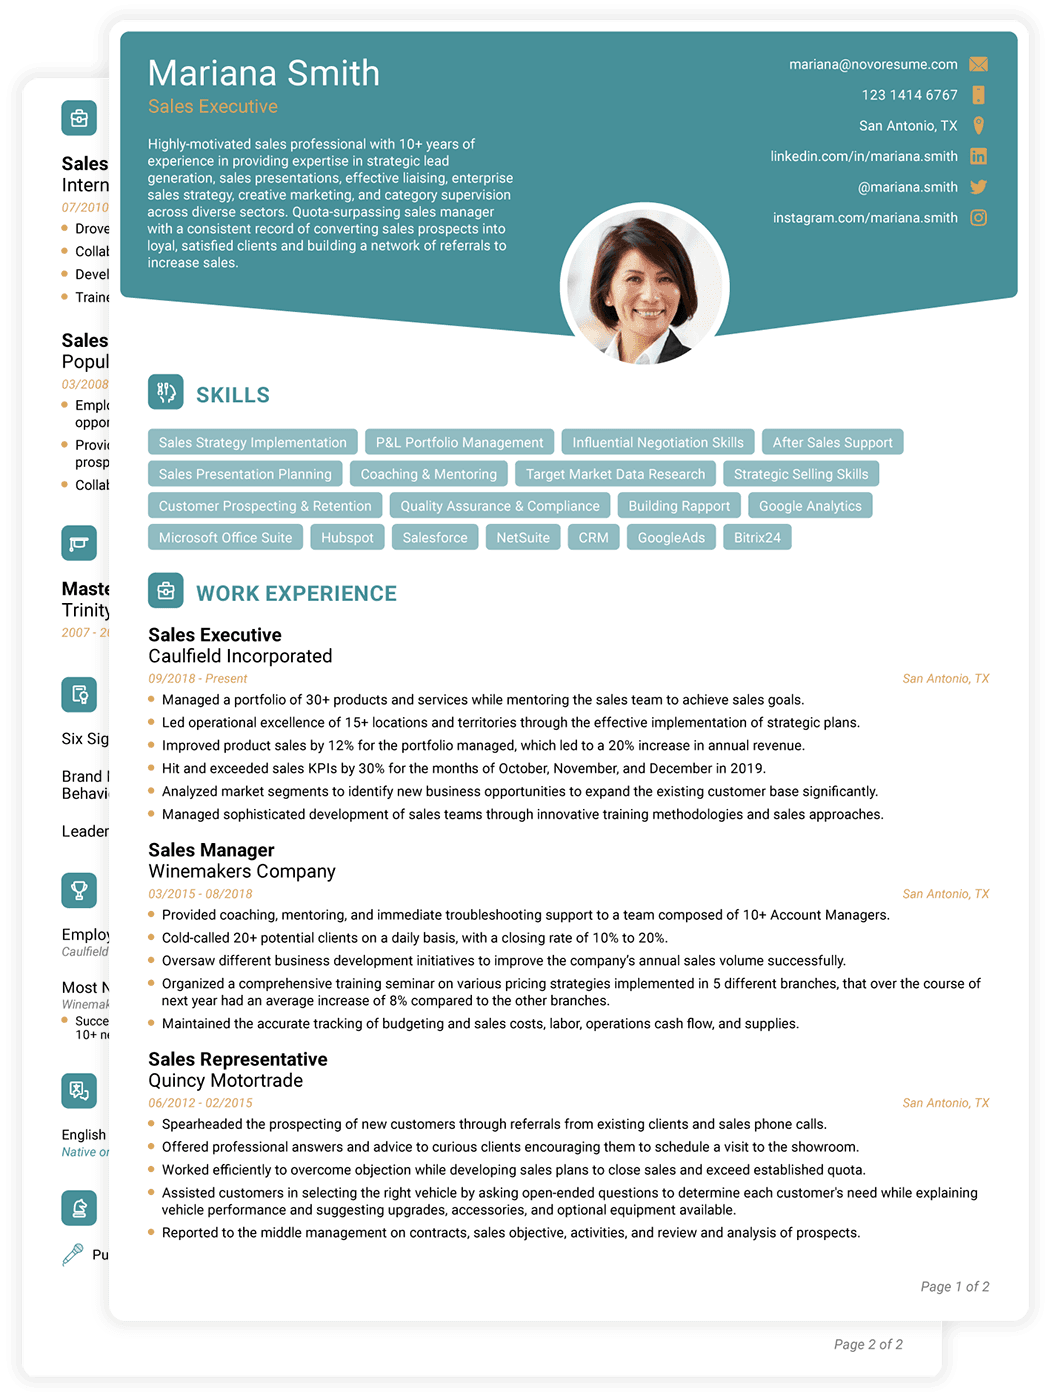 Mariana Smith
Sales Executive
Highly-motivated sales professional with 10+ years of
experience in providing expertise in strategic lead
generation, sales presentations, effective liaising, enterprise
sales strategy, creative marketing, and category supervision
across diverse sectors. Quota-surpassing sales manager
with a consistent record of converting sales prospects into
loyal, satisfied clients and building a network of referrals to
increase sales.
mariana@novoresume.com
123 1414 6767
San Antonio, TX
linkedin.com/in/mariana.smith
@mariana.smith
instagram.com/mariana.smith
SKILLS
Sales Strategy Implementation P&L Portfolio Management Influential Negotiation Skills After Sales Support
Sales Presentation Planning Coaching & Mentoring Target Market Data Research Strategic Selling Skills
Customer Prospecting & Retention Quality Assurance & Compliance Building Rapport Google Analytics
Microsoft Office Suite Hubspot Salesforce NetSuite CRM GoogleAds Bitrix24
WORK EXPERIENCE
Sales Executive
Caulfield Incorporated
09/2018 - Present San Antonio, TX
Managed a portfolio of 30+ products and services while mentoring the sales team to achieve sales goals.
Led operational excellence of 15+ locations and territories through the effective implementation of strategic plans.
Improved product sales by 12% for the portfolio managed, which led to a 20% increase in annual revenue.
Hit and exceeded sales KPIs by 30% for the months of October, November, and December in 2019.
Analyzed market segments to identify new business opportunities to expand the existing customer base significantly.
Managed sophisticated development of sales teams through innovative training methodologies and sales approaches.
Sales Manager
Winemakers Company
03/2015 - 08/2018 San Antonio, TX
Provided coaching, mentoring, and immediate troubleshooting support to a team composed of 10+ Account Managers.
Cold-called 20+ potential clients on a daily basis, with a closing rate of 10% to 20%.
Oversaw different business development initiatives to improve the company's annual sales volume successfully.
Organized a comprehensive training seminar on various pricing strategies implemented in 5 different branches, that over the course of
next year had an average increase of 8% compared to the other branches.
Maintained the accurate tracking of budgeting and sales costs, labor, operations cash flow, and supplies.
Sales Representative
Quincy Motortrade
06/2012 - 02/2015 San Antonio, TX
Spearheaded the prospecting of new customers through referrals from existing clients and sales phone calls.
Offered professional answers and advice to curious clients encouraging them to schedule a visit to the showroom.
Worked efficiently to overcome objection while developing sales plans to close sales and exceed established quota.
Assisted customers in selecting the right vehicle by asking open-ended questions to determine each customer's need while explaining
vehicle performance and suggesting upgrades, accessories, and optional equipment available.
Reported to the middle management on contracts, sales objective, activities, and review and analysis of prospects.
Page 1 of 2
Sales
Intern
07/2010
Drove
Collab
Devel
Traine
Sales
Popul
03/2008
Emplo
oppor
Provid
prosp
Collab
Maste
Trinity
2007 - 20
Six Sig
Brand
Behavi
Leader
Employ
Caulfield
Most N
Winemak
Succe
10+ ne
English
Native or
Pu
Page 2 of 2